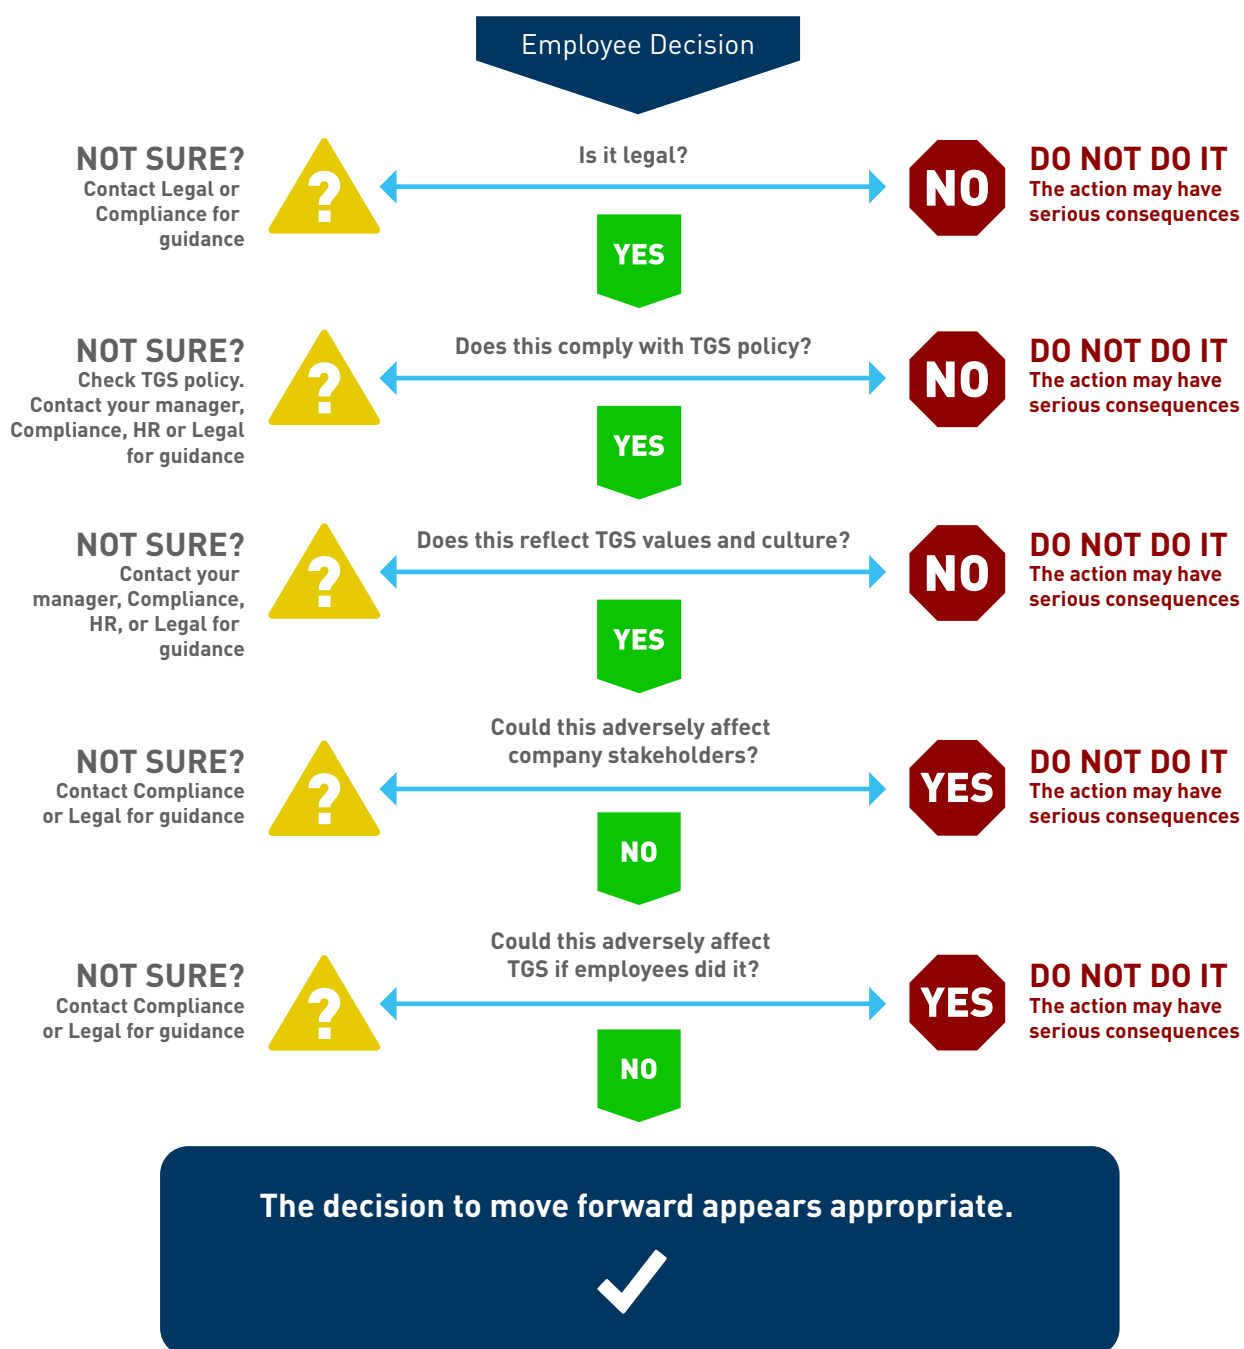 Employee Decision
NOT SURE?
Contact Legal or
Compliance for
guidance
?
Is it legal?
NO
DO NOT DO IT
The action may have
serious consequences
YES
NOT SURE?
Check TGS policy.
Contact your manager,
Compliance, HR or Legal
for guidance
?
Does this comply with TGS policy?
NO
DO NOT DO IT
The action may have
serious consequences
YES
NOT SURE?
Contact your
manager, Compliance,
HR, or Legal for
guidance
?
Does this reflect TGS values and culture?
NO
DO NOT DO IT
The action may have
serious consequences
YES
NOT SURE?
Contact Compliance
or Legal for guidance
?
Could this adversely affect
company stakeholders?
YES
DO NOT DO IT
The action may have
serious consequences
NO
NOT SURE?
Contact Compliance
or Legal for guidance
?
Could this adversely affect
TGS if employees did it?
YES
DO NOT DO IT
The action may have
serious consequences
NO
The decision to move forward appears appropriate.